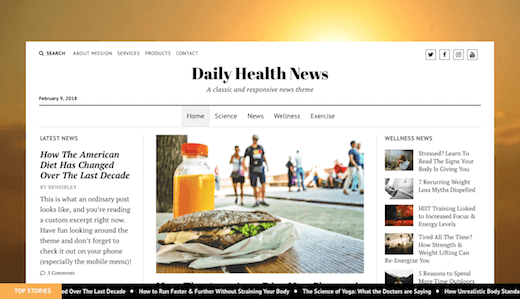 SEARCH ABOUT MISSION SERVICES PRODUCTS CONTACT
Daily Health News
A classic and responsive news theme
February 9, 2018
Home Science News Wellness Exercise
LATEST NEWS
How The American
Diet Has Changed
Over The Last Decade
BY BENSIBLEY
This is what an ordinary post
looks like, and you're reading
a custom excerpt right now.
Have fun looking around the
theme and don't forget to
check it out on your phone
(especially the mobile menu)!
3 Comments
WELLNESS NEWS
Stressed? Learn To
Read The Signs Your
Body Is Giving You
7 Recurring Weight
Loss Myths Dispelled
HIIT Training Linked
to Increased Focus &
Energy Levels
Tired All The Time?
How Strength &
Weight Lifting Can
Re-Energize You
5 Reasons to Spend
More Time Outdoors
TOP STORIES
ed Over The Last Decade How to Run Faster & Further Without Straining Your Body The Science of Yoga: What the Doctors are Saying How Unrealistic Body Standa